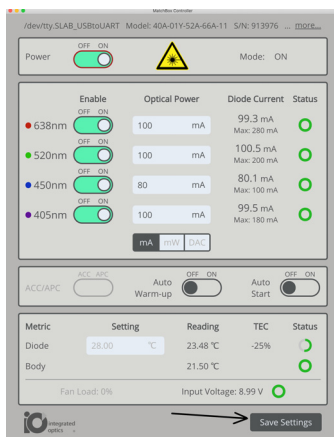 MatchBox Controller
/dev/tty.SLAB_USBtoUART Model: 40A-01Y-52A-66A-11 S/N: 913976 ... more...
OFF ON
Power Mode: ON
Enable Optical Power Diode Current Status
OFF ON
638nm 100 mA 99.3 mA
Max: 280 mA
OFF ON
520nm 100 mA 100.5 mA
Max: 200 mA
OFF ON
450nm 80 mA 80.1 mA
Max: 100 mA
OFF ON
405nm 100 mA 99.5 mA
Max: 180 mA
mA mW DAC
ACC APC OFF ON OFF ON
ACC/APC Auto Warm-up Auto Start
Metric Setting Reading TEC Status
Diode 28.00 °C 23.48 °C -25%
Body 21.50 °C
Fan Load: 0% Input Voltage: 8.99 V
integrated
optics
Save Settings